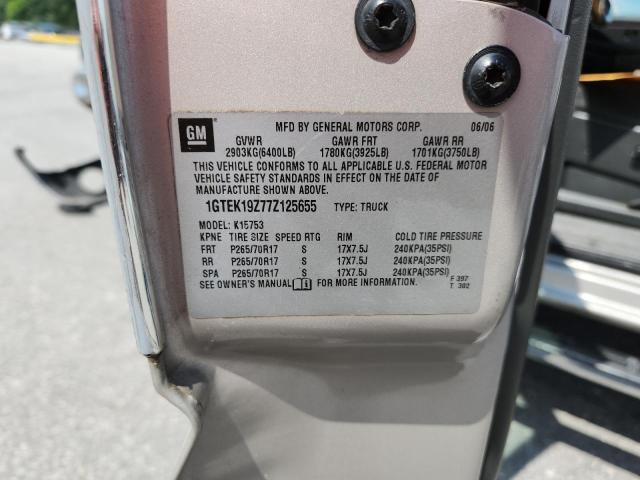 GM
MFD BY GENERAL MOTORS CORP. 06/06
GVWR GAWR FRT GAWR RR
2903KG(6400LB) 1780KG(3925LB) 1701KG(3750LB)
THIS VEHICLE CONFORMS TO ALL APPLICABLE U.S. FEDERAL MOTOR
VEHICLE SAFETY STANDARDS IN EFFECT ON THE DATE OF
MANUFACTURE SHOWN ABOVE.
1GTEK19Z77Z125655 TYPE: TRUCK
MODEL: K15753
KPNE TIRE SIZE SPEED RTG RIM COLD TIRE PRESSURE
FRT P265/70R17 S 17X7.5J 240KPA(35PSI)
RR P265/70R17 S 17X7.5J 240KPA(35PSI)
SPA P265/70R17 S 17X7.5J 240KPA(35PSI)
SEE OWNER'S MANUAL FOR MORE INFORMATION.
F 397
T 302